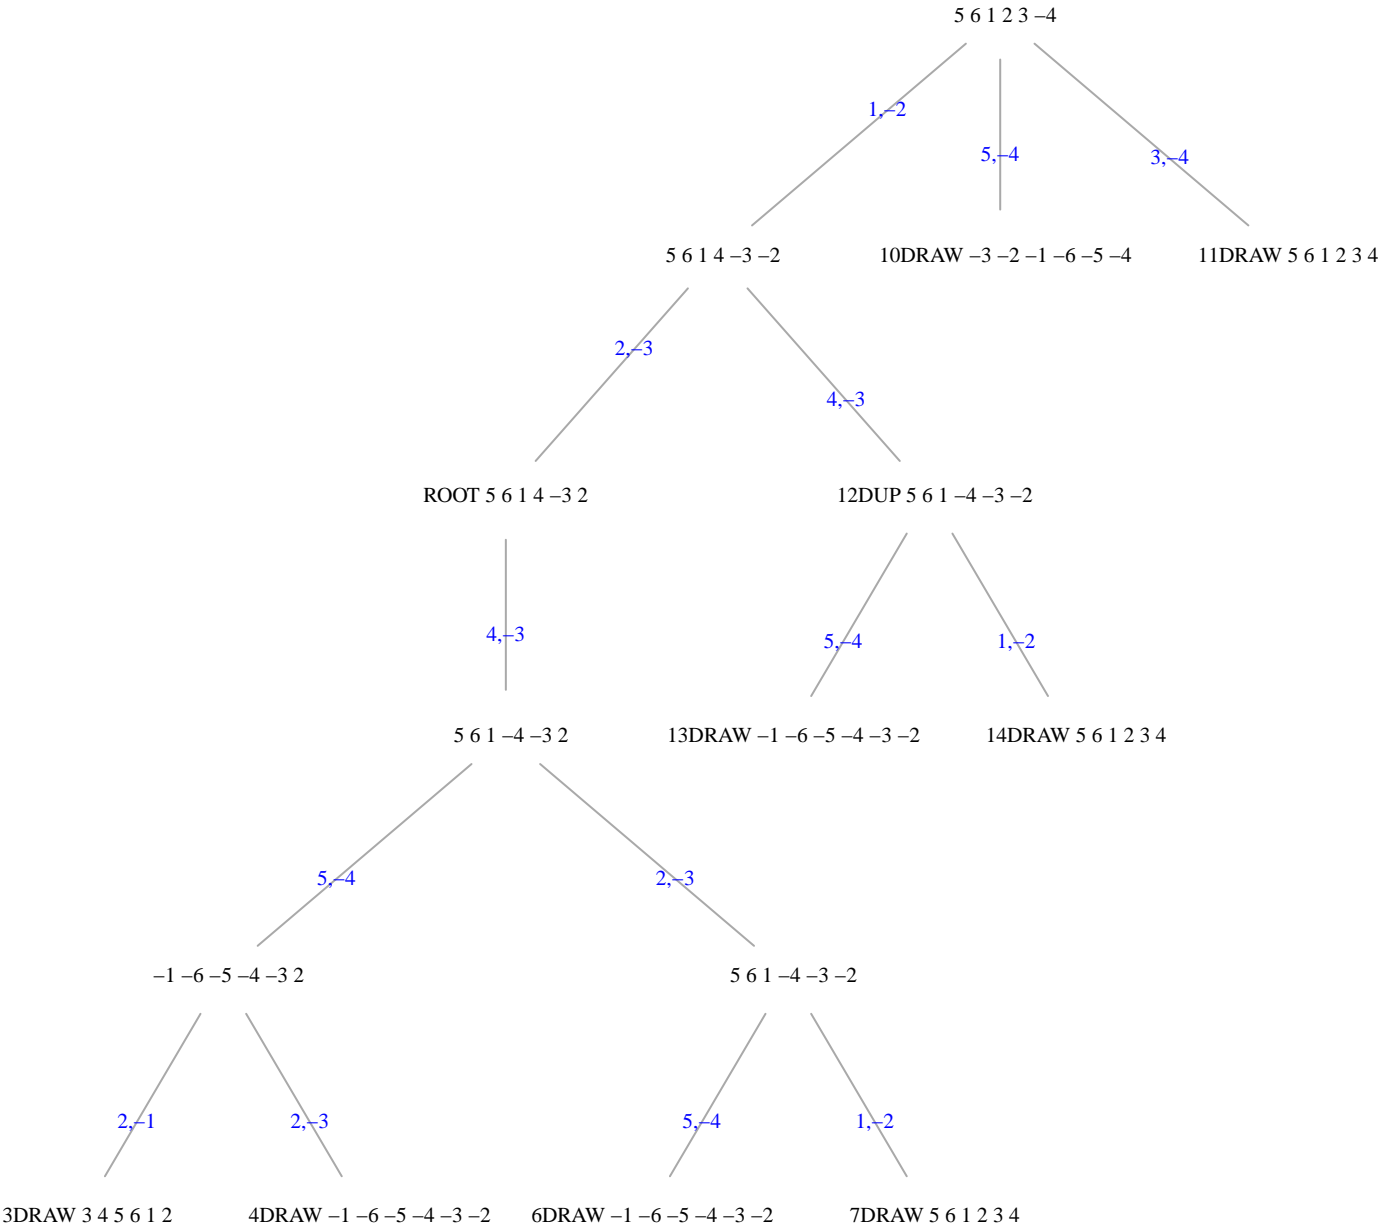 5 6 1 2 3 –4
1,–2
5,–4
3,–4
5 6 1 4 –3 –2
10DRAW –3 –2 –1 –6 –5 –4
11DRAW 5 6 1 2 3 4
2,–3
4,–3
ROOT 5 6 1 4 –3 2
12DUP 5 6 1 –4 –3 –2
4,–3
5,–4
1,–2
5 6 1 –4 –3 2
13DRAW –1 –6 –5 –4 –3 –2
14DRAW 5 6 1 2 3 4
5,–4
2,–3
–1 –6 –5 –4 –3 2
5 6 1 –4 –3 –2
2,–1
2,–3
5,–4
1,–2
3DRAW 3 4 5 6 1 2
4DRAW –1 –6 –5 –4 –3 –2
6DRAW –1 –6 –5 –4 –3 –2
7DRAW 5 6 1 2 3 4